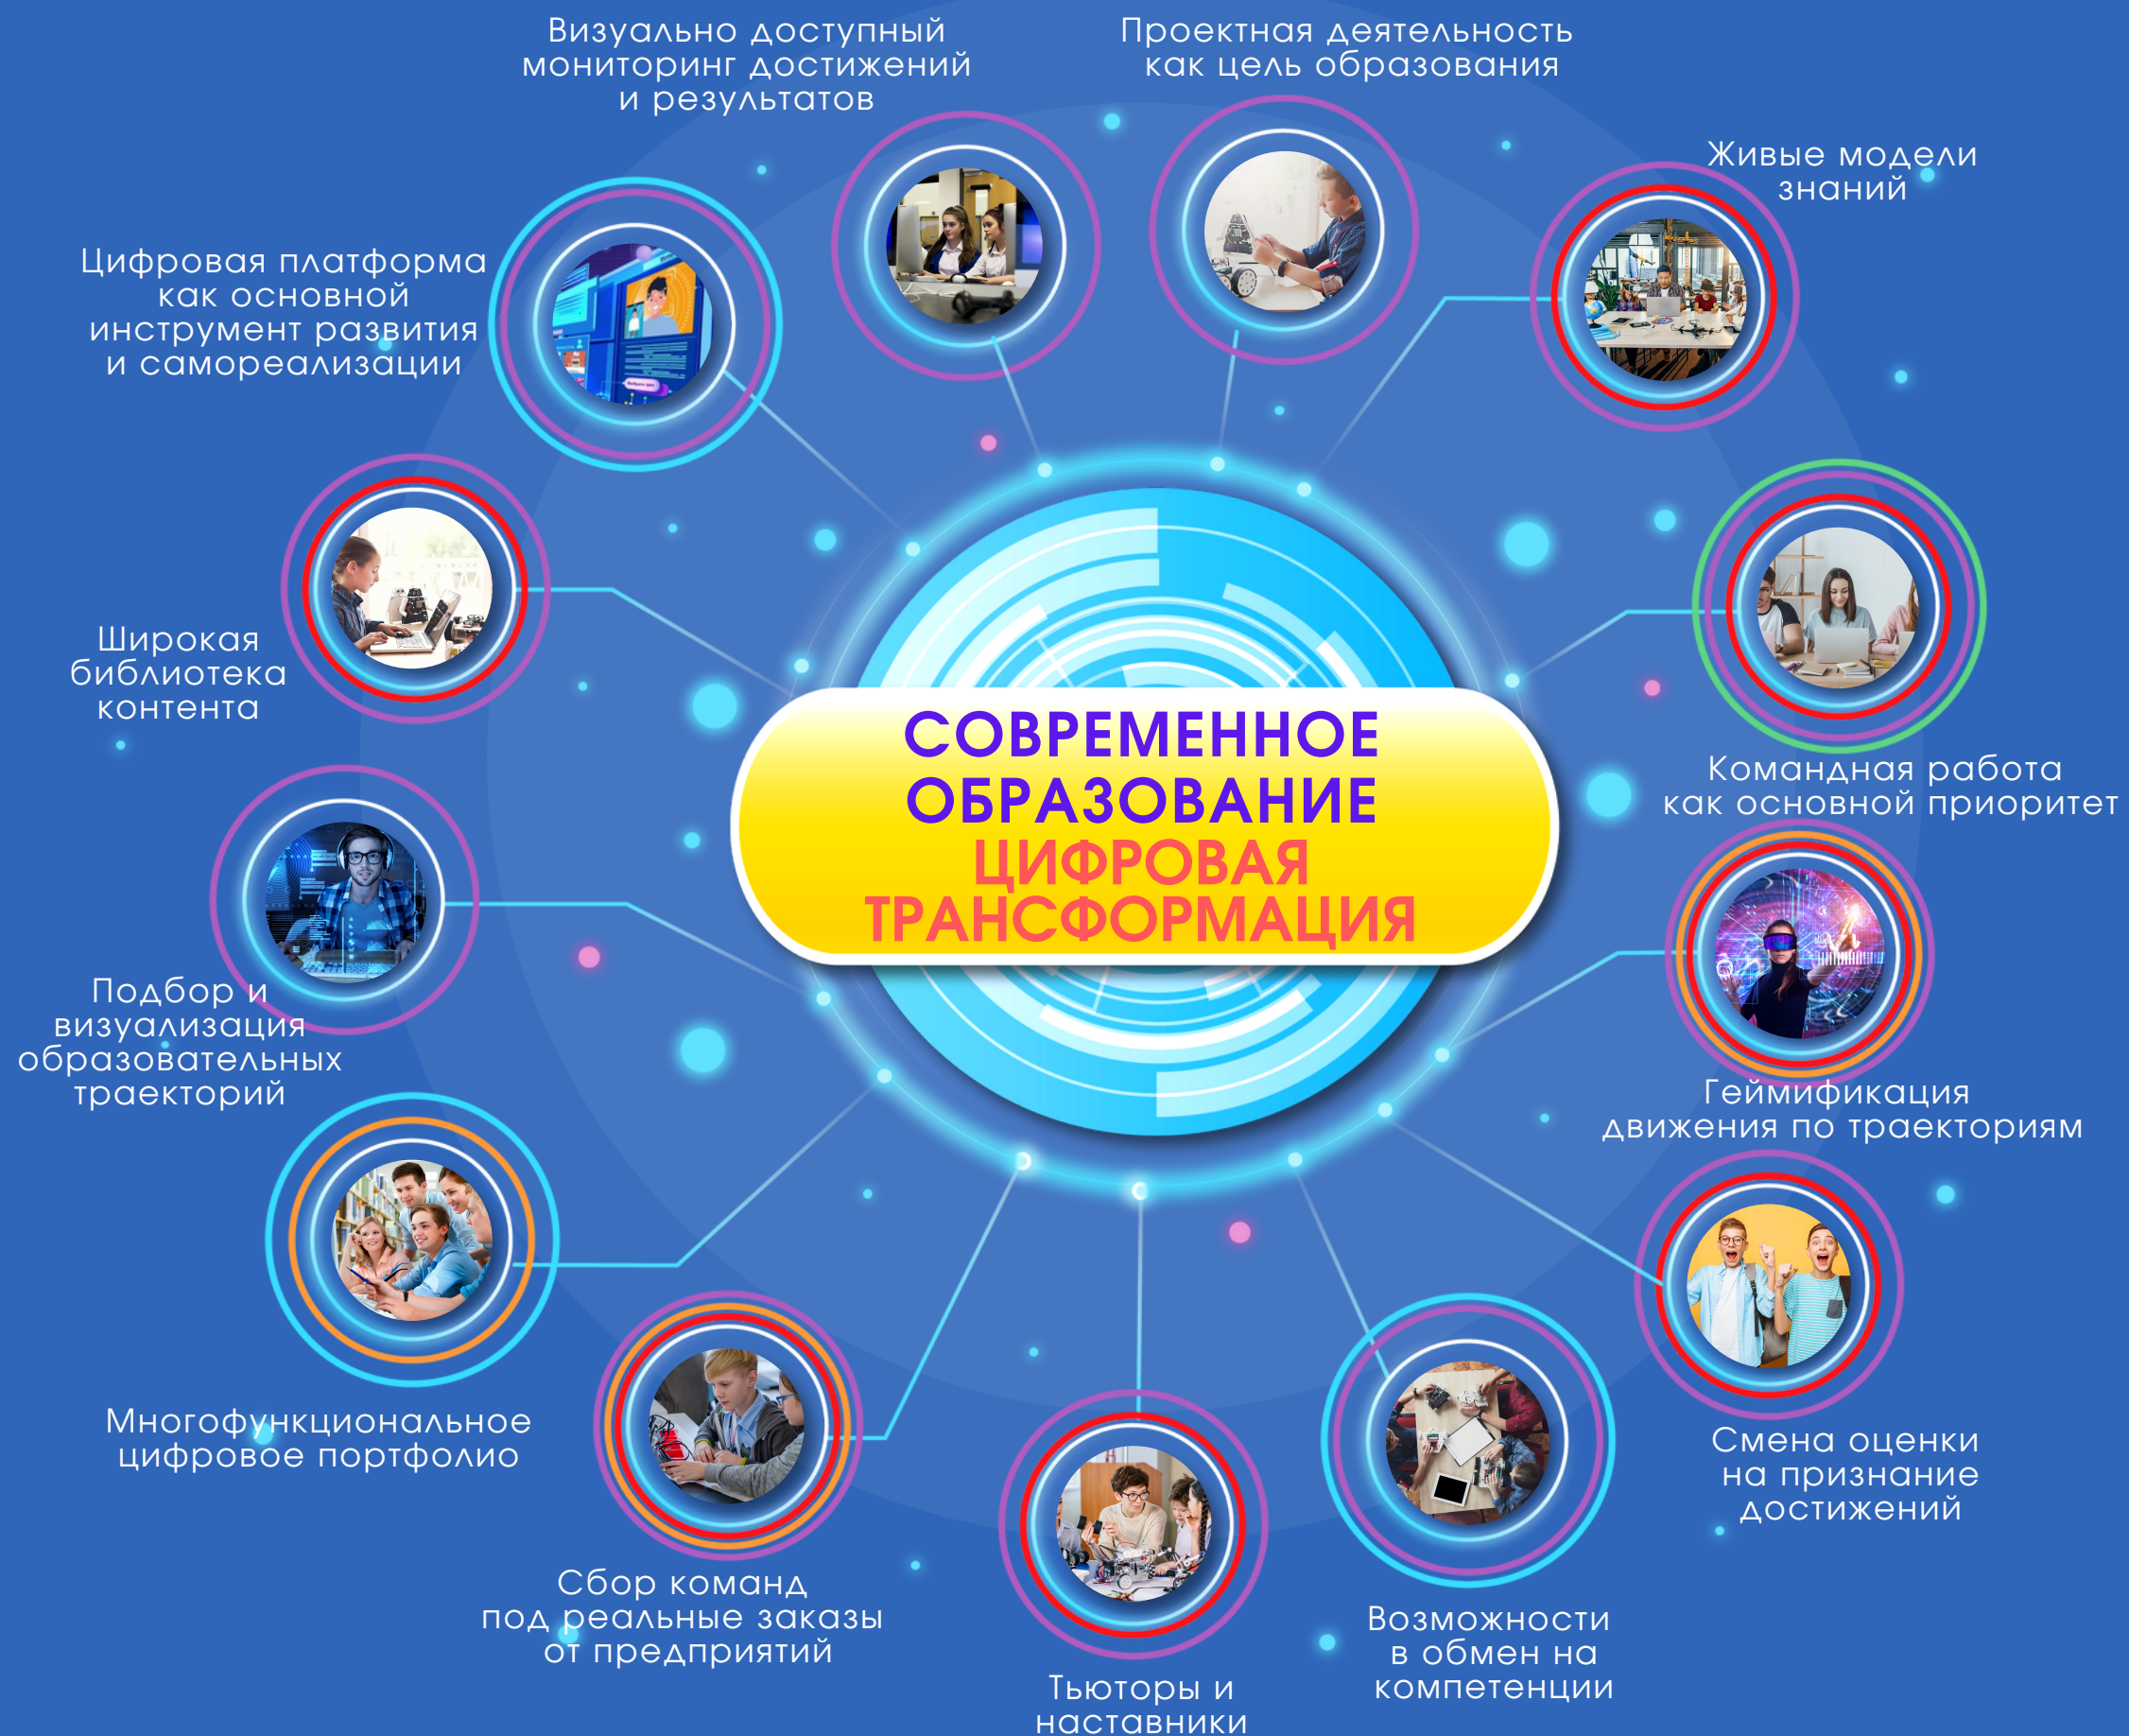 Визуально доступный
мониторинг достижений
и результатов
Проектная деятельность
как цель образования
Живые модели
знаний
Цифровая платформа
как основной
инструмент развития
и самореализации
Широкая
библиотека
контента
СОВРЕМЕННОЕ
ОБРАЗОВАНИЕ
ЦИФРОВАЯ
ТРАНСФОРМАЦИЯ
Командная работа
как основной приоритет
Подбор и
визуализация
образовательных
траекторий
Геймификация
движения по траекториям
Многофункциональное
цифровое портфолио
Смена оценки
на признание
достижений
Сбор команд
под реальные заказы
от предприятий
Возможности
в обмен на
компетенции
Тьюторы и
наставники